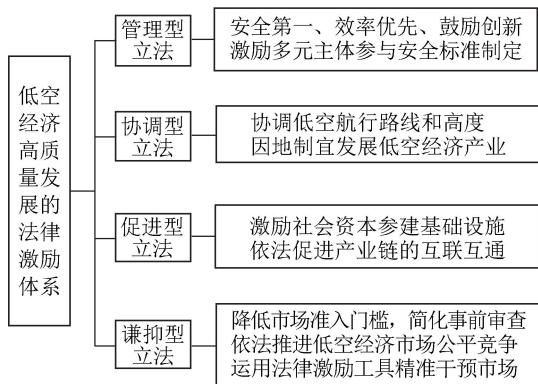 低空
经济
高质
量发
展的
法律
激励
体系
管理型
立法
安全第一、效率优先、鼓励创新
激励多元主体参与安全标准制定
协调型
立法
协调低空航行路线和高度
因地制宜发展低空经济产业
促进型
立法
激励社会资本参建基础设施
依法促进产业链的互联互通
谦抑型
立法
降低市场准入门槛，简化事前审查
依法推进低空经济市场公平竞争
运用法律激励工具精准干预市场